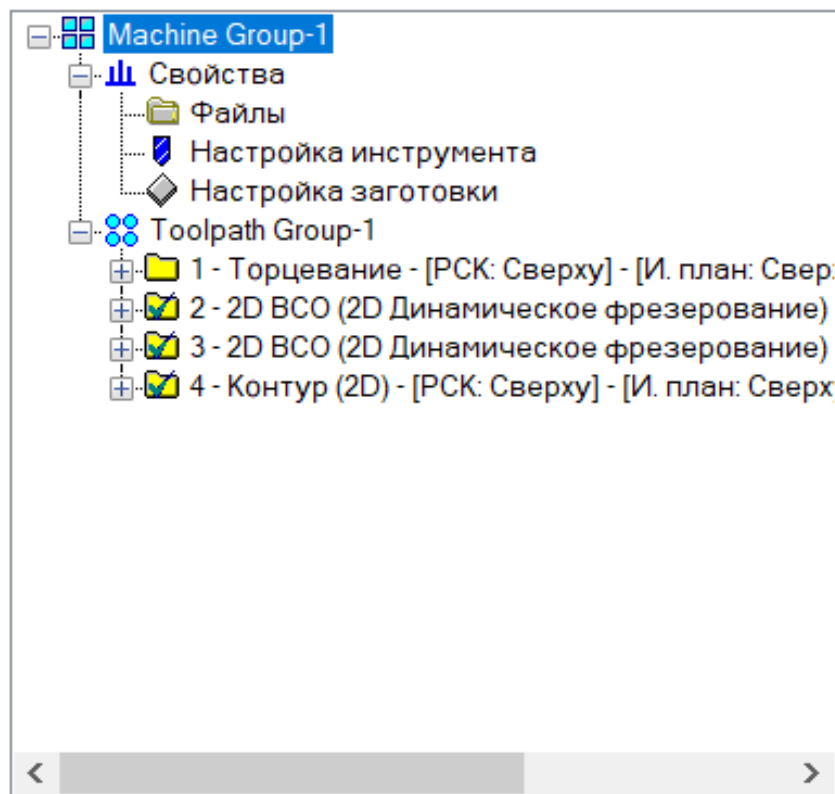 Machine Group-1
Свойства
Файлы
Настройка инструмента
Настройка заготовки
Toolpath Group-1
1 - Торцевание - [РСК: Сверху] - [И. план: Свер
2 - 2D ВСО (2D Динамическое фрезерование)
3 - 2D ВСО (2D Динамическое фрезерование)
4 - Контур (2D) - [РСК: Сверху] - [И. план: Сверх